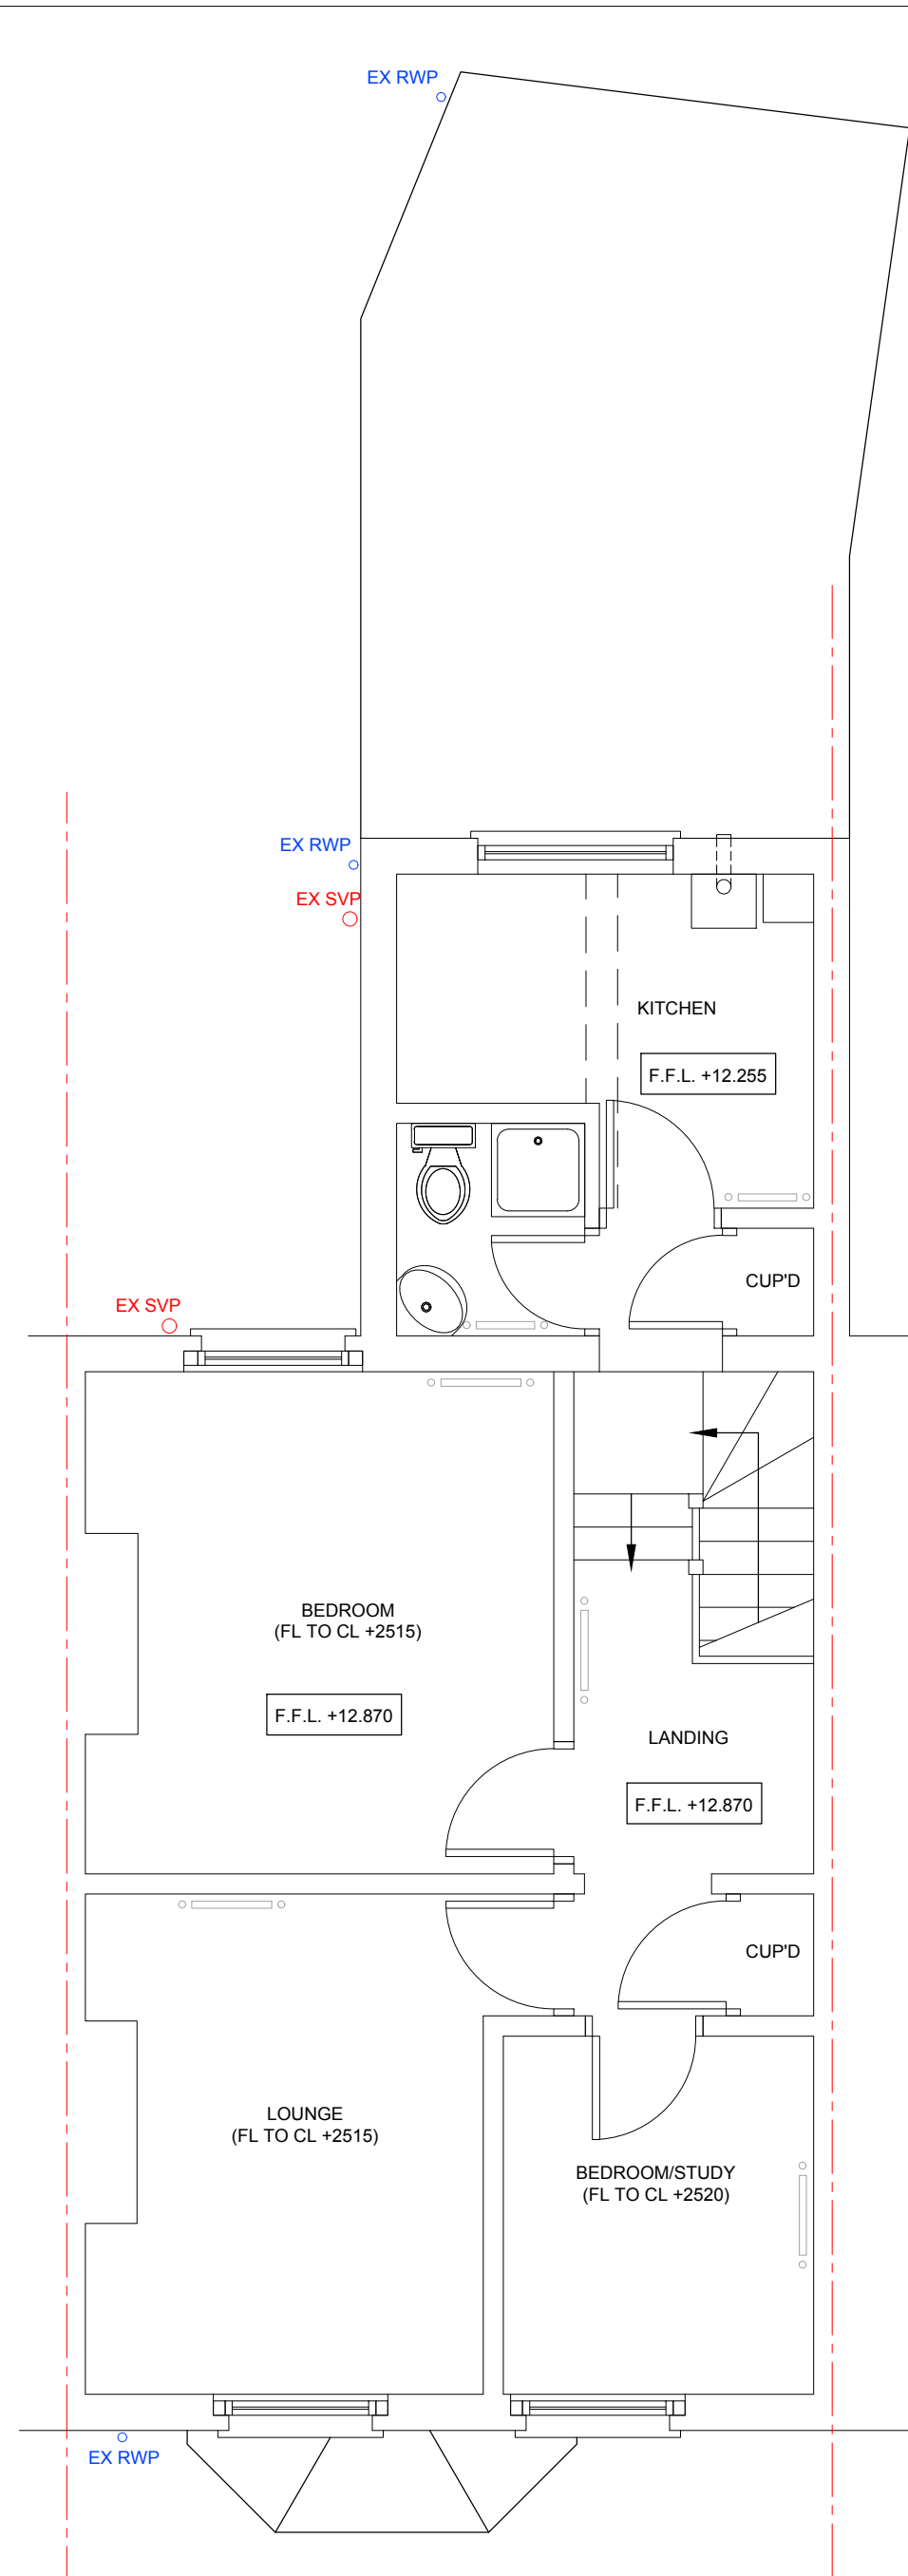 EX RWP
EX RWP
EX SVP
KITCHEN
F.F.L. +12.255
CUP'D
EX SVP
BEDROOM
(FL TO CL +2515)
F.F.L. +12.870
LANDING
F.F.L. +12.870
CUP'D
LOUNGE
(FL TO CL +2515)
BEDROOM/STUDY
(FL TO CL +2520)
EX RWP